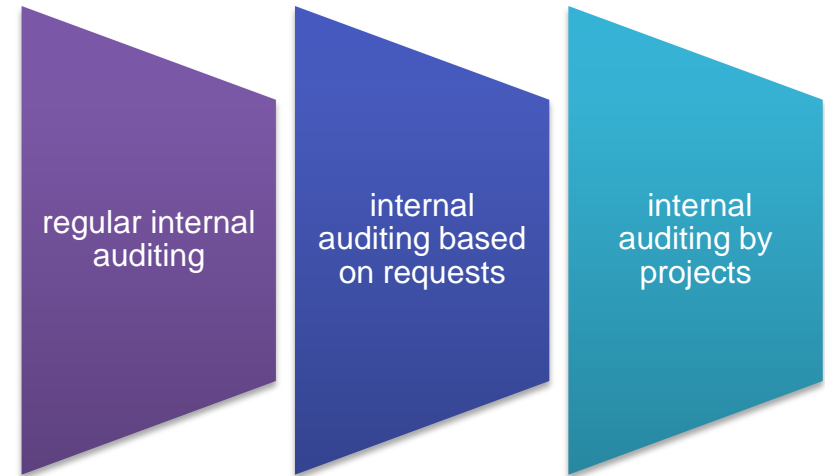 regular internal
auditing
internal
auditing based
on requests
internal
auditing by
projects